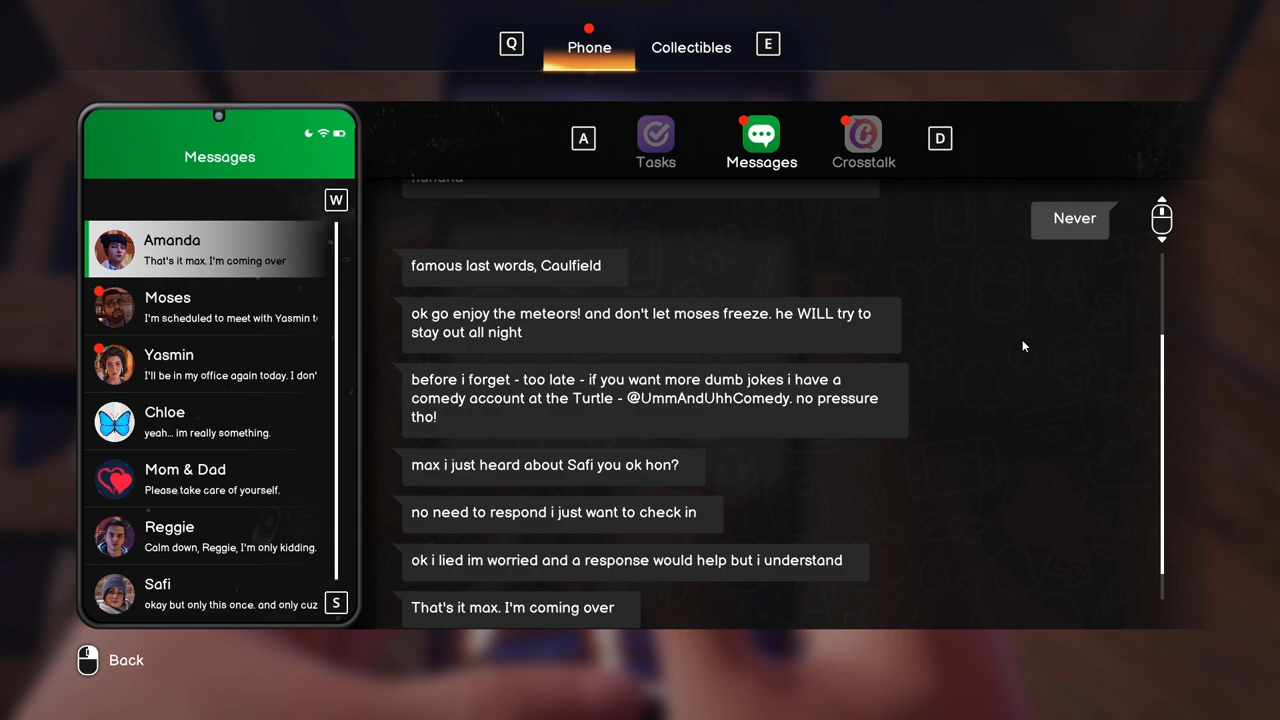 Q
Phone
Collectibles
E
Messages
W
Amanda
That's it max. I'm coming over
Moses
I'm scheduled to meet with Yasmin t
Yasmin
I'll be in my office again today. I don'
Chloe
yeah... im really something.
Mom & Dad
Please take care of yourself.
Reggie
Calm down, Reggie, I'm only kidding.
Safi
okay but only this once. and only cuz
S
A
Tasks
Messages
Crosstalk
D
Never
famous last words, Caulfield
ok go enjoy the meteors! and don't let moses freeze. he WILL try to
stay out all night
before i forget - too late - if you want more dumb jokes i have a
comedy account at the Turtle - @UmmAndUhhComedy. no pressure
tho!
max i just heard about Safi you ok hon?
no need to respond i just want to check in
ok i lied im worried and a response would help but i understand
That's it max. I'm coming over
Back